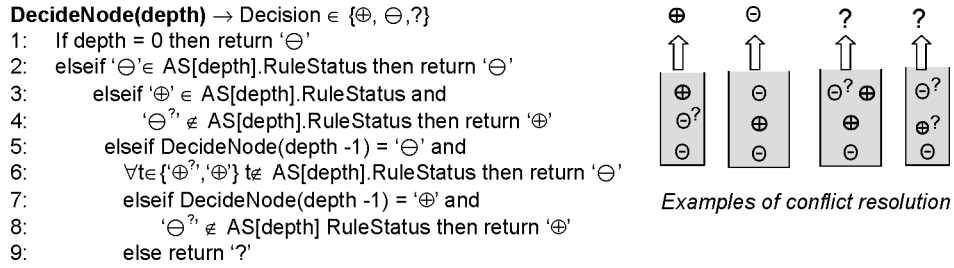 DecideNode(depth) → Decision ∈ {⊕, ⊖,?}
1: If depth = 0 then return ‘⊖’
2: elseif ‘⊖’∈ AS[depth].RuleStatus then return ‘⊖’
3: elseif ‘⊕’ ∈ AS[depth].RuleStatus and
4: ‘⊖?’ ∉ AS[depth].RuleStatus then return ‘⊕’
5: elseif DecideNode(depth -1) = ‘⊖’ and
6: ∀t∈{‘⊕?’,‘⊕’} t∉ AS[depth].RuleStatus then return ‘⊖’
7: elseif DecideNode(depth -1) = ‘⊕’ and
8: ‘⊖?’ ∉ AS[depth] RuleStatus then return ‘⊕’
9: else return ‘?’
⊕ ⊖ ? ?
⊕ ⊖ ⊖? ⊕ ⊖?
⊖? ⊕ ⊕ ⊕?
⊖ ⊖ ⊖ ⊖
Examples of conflict resolution